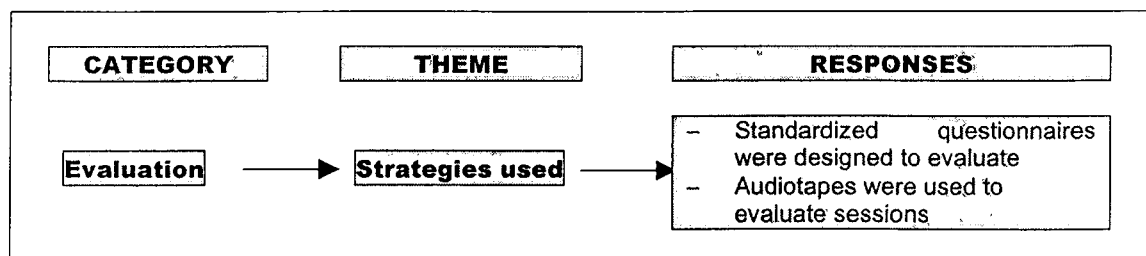 CATEGORY THEME RESPONSES
– Standardized questionnaires
were designed to evaluate
Evaluation Strategies used
– Audiotapes were used to
evaluate sessions